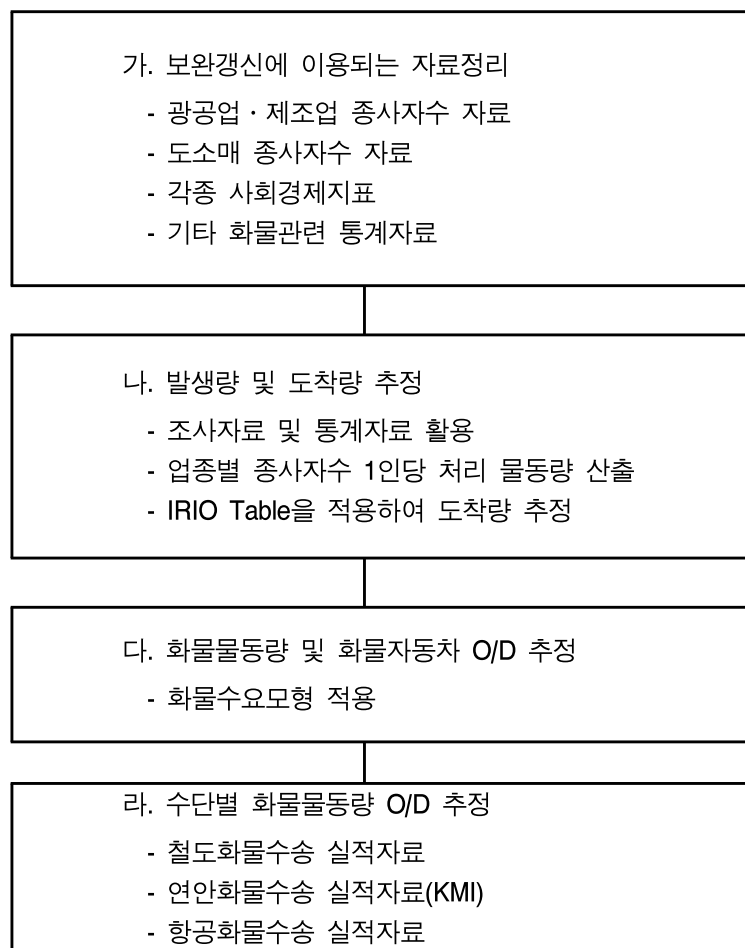 가. 보완갱신에 이용되는 자료정리
- 광공업·제조업 종사자수 자료
- 도소매 종사자수 자료
- 각종 사회경제지표
- 기타 화물관련 통계자료
나. 발생량 및 도착량 추정
- 조사자료 및 통계자료 활용
- 업종별 종사자수 1인당 처리 물동량 산출
- IRIO Table을 적용하여 도착량 추정
다. 화물물동량 및 화물자동차 O/D 추정
- 화물수요모형 적용
라. 수단별 화물물동량 O/D 추정
- 철도화물수송 실적자료
- 연안화물수송 실적자료(KMI)
- 항공화물수송 실적자료